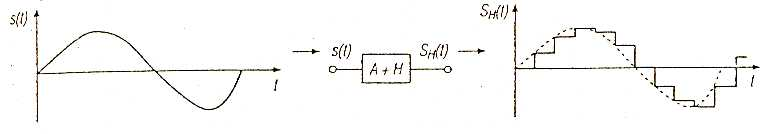 s(t)
t
s(t)
A + H
S_H(t)
S_H(t)
t